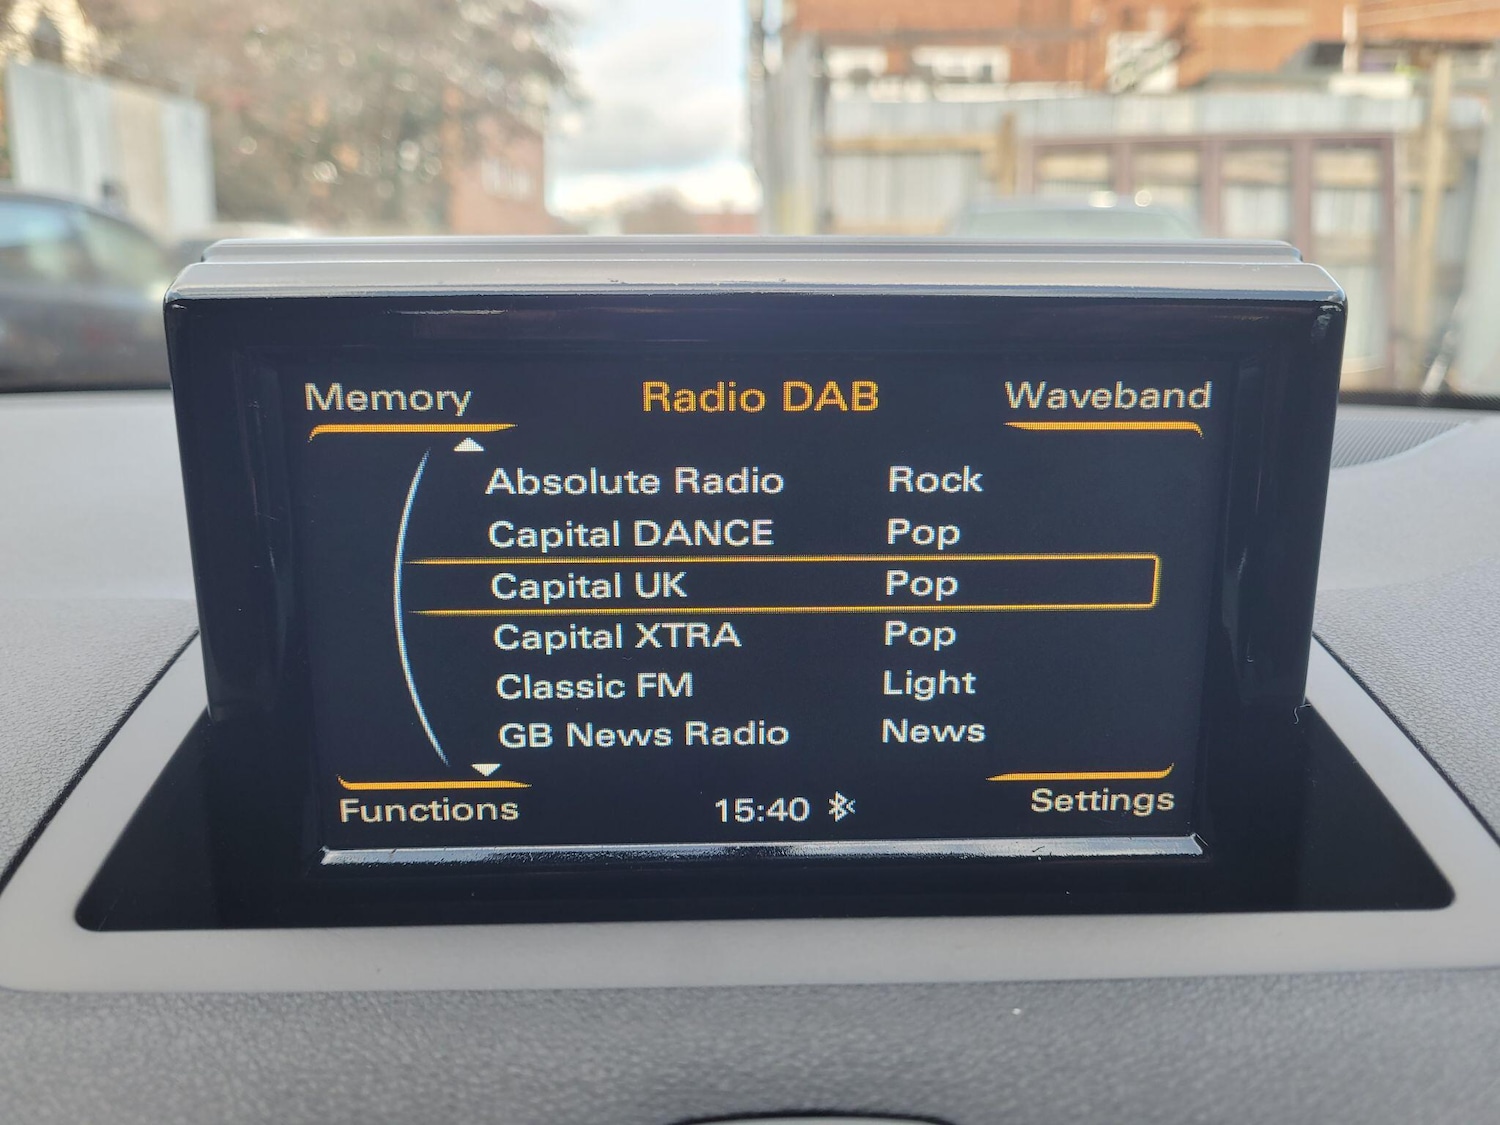 Memory Radio DAB Waveband
Absolute Radio Rock
Capital DANCE Pop
Capital UK Pop
Capital XTRA Pop
Classic FM Light
GB News Radio News
Functions 15:40 Settings